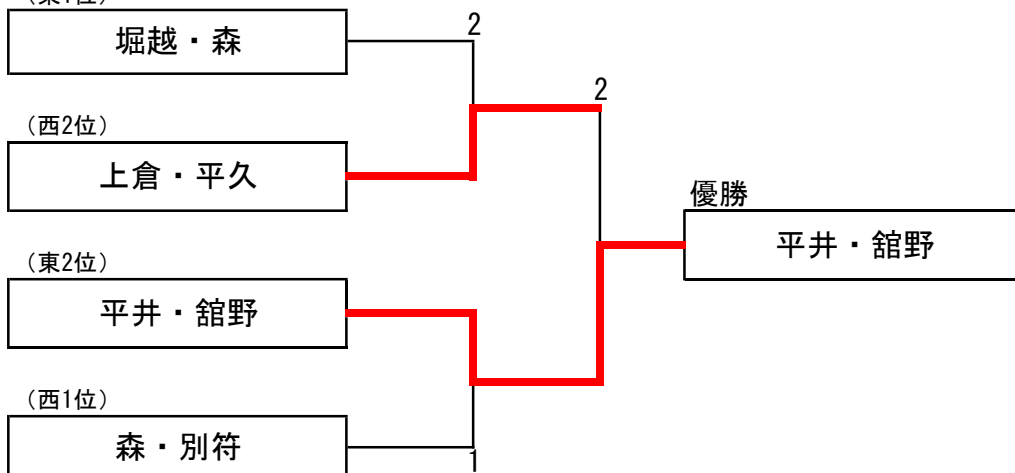 堀越・森
2
2
（西2位）
上倉・平久
優勝
平井・舘野
（東2位）
平井・舘野
（西1位）
森・別符
1